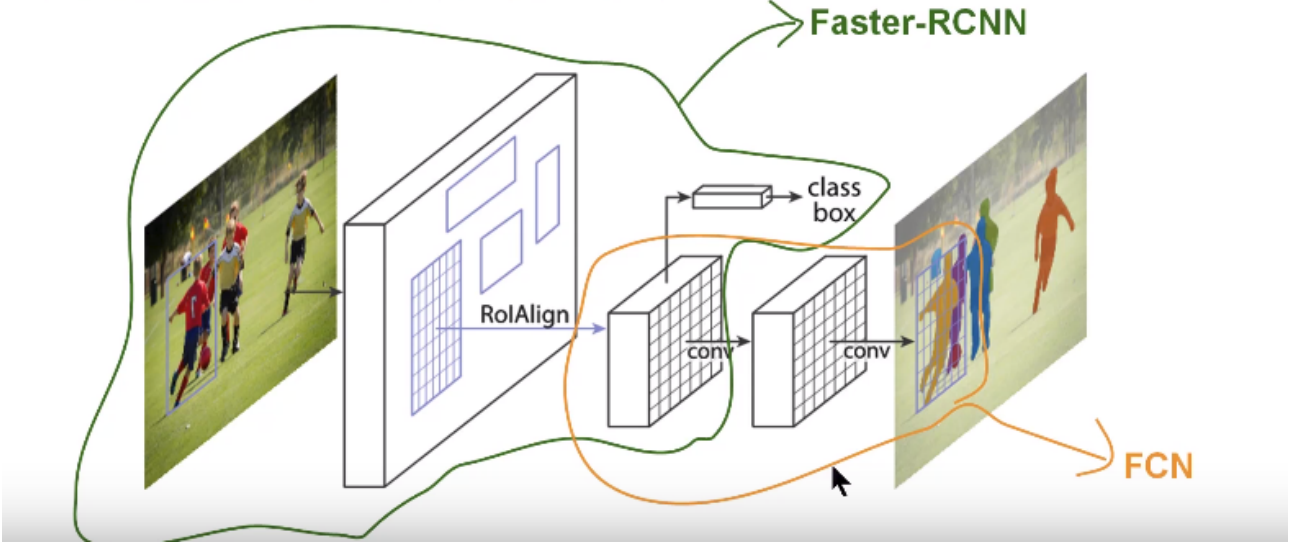 Faster-RCNN
class
box
RoIAlign
conv
conv
FCN